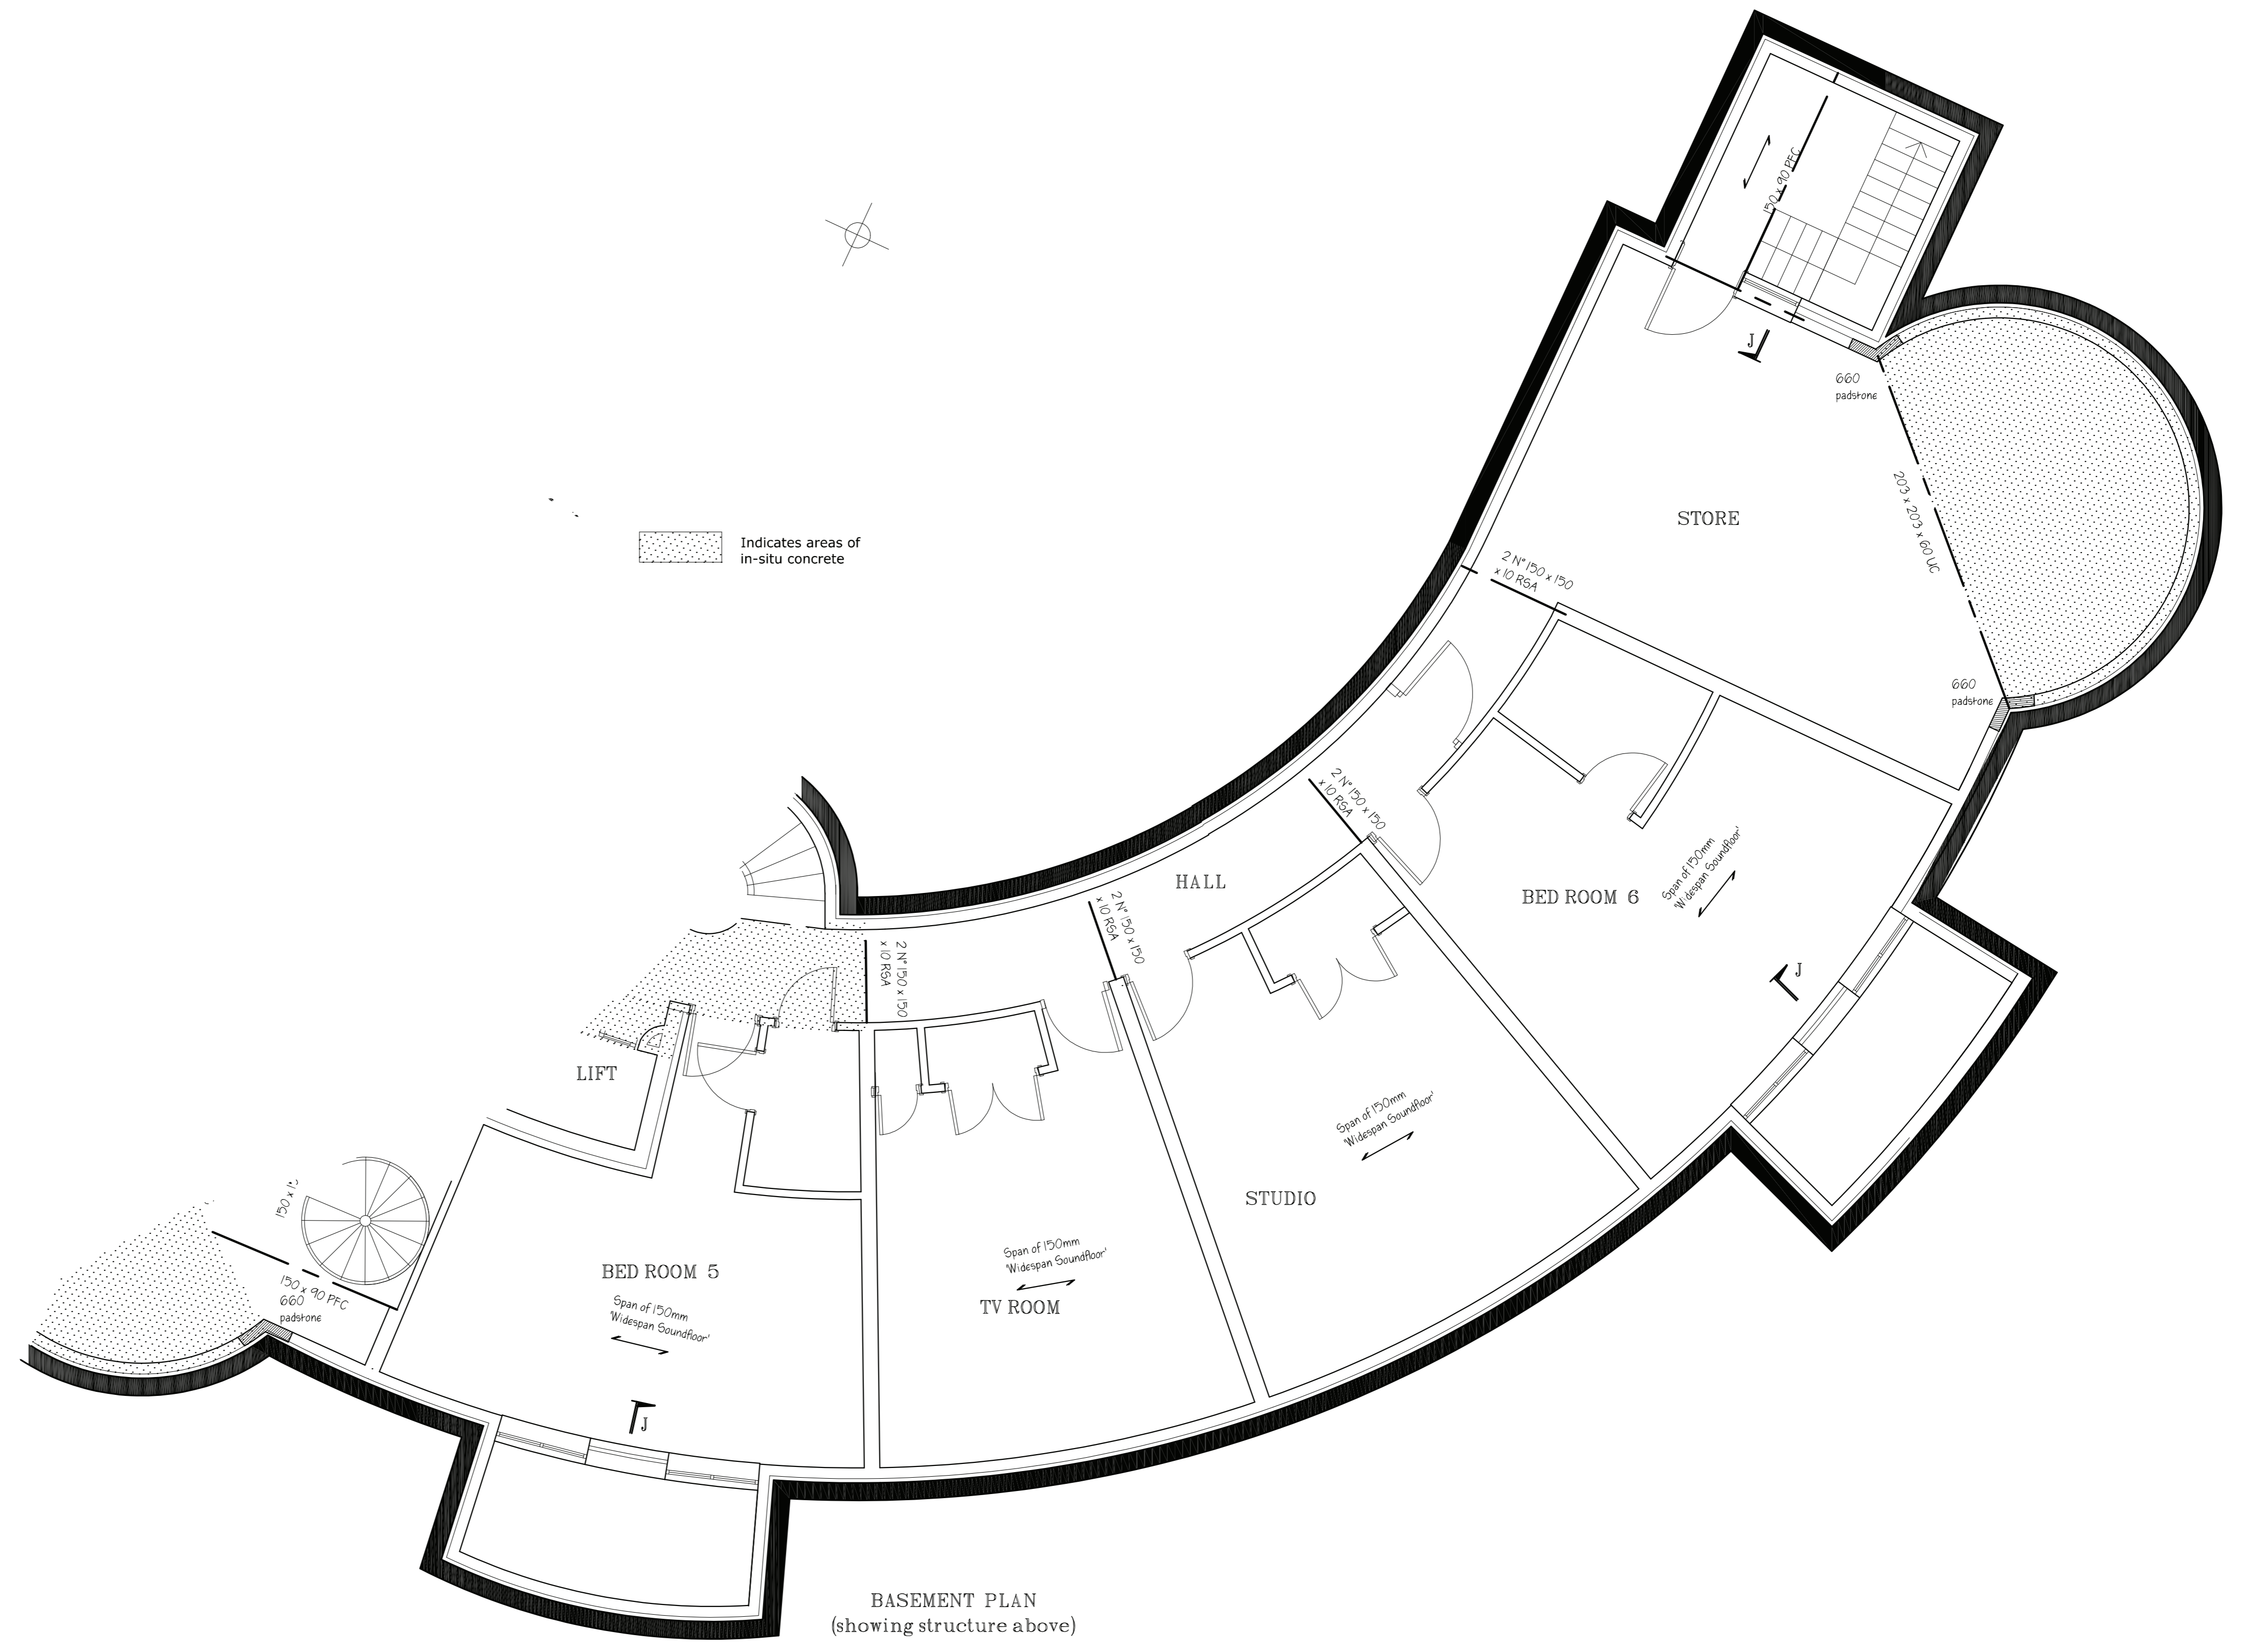 150 x 90 PFC
J
660
padstone
203 x 203 x 60 UC
STORE
Indicates areas of
in-situ concrete
2 N° 150 x 150
x 10 RSA
660
padstone
2 N° 150 x 150
x 10 RSA
HALL
BED ROOM 6
Span of 150mm
'Widespan Soundfloor'
2 N° 150 x 150
x 10 RSA
2 N° 150 x 150
x 10 RSA
J
LIFT
Span of 150mm
'Widespan Soundfloor'
STUDIO
150 x
BED ROOM 5
Span of 150mm
'Widespan Soundfloor'
TV ROOM
150 x 90 PFC
660
padstone
Span of 150mm
'Widespan Soundfloor'
J
BASEMENT PLAN
(showing structure above)